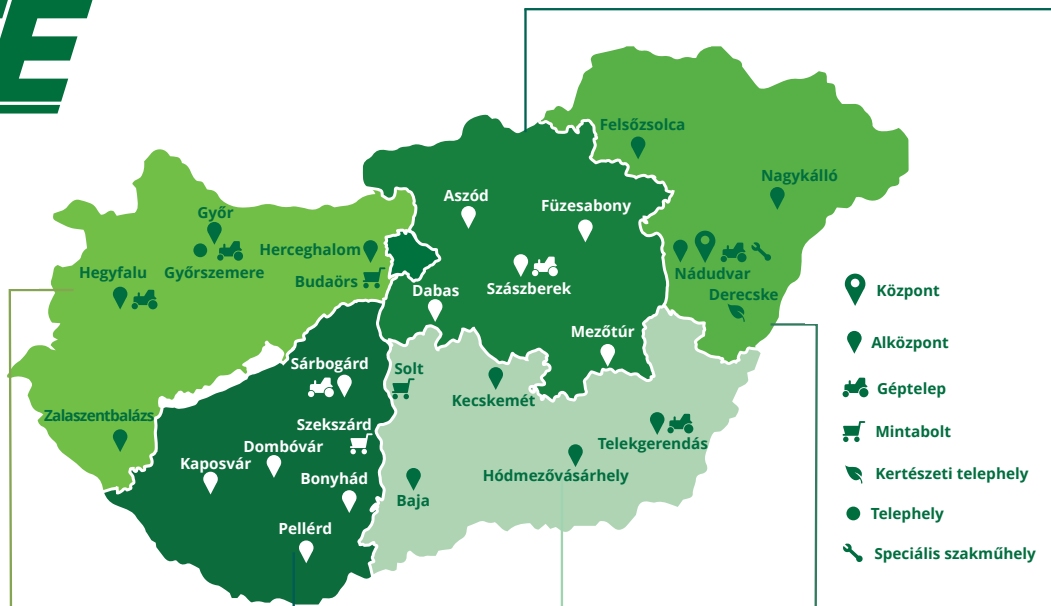 E
Felsőzsolca
Nagykálló
Aszód
Füzesabony
Győr
Herceghalom
Győrszemere
Hegyfalu
Budaörs
Nádudvar
Derecske
Dabas
Szászberek
Mezőtúr
Sárbogárd
Solt
Kecskemét
Zalaszentbalázs
Szekszárd
Dombóvár
Telekgerendás
Kaposvár
Bonyhád
Hódmezővásárhely
Baja
Pellérd
Központ
Alközpont
Géptelep
Mintabolt
Kertészeti telephely
Telephely
Speciális szakműhely